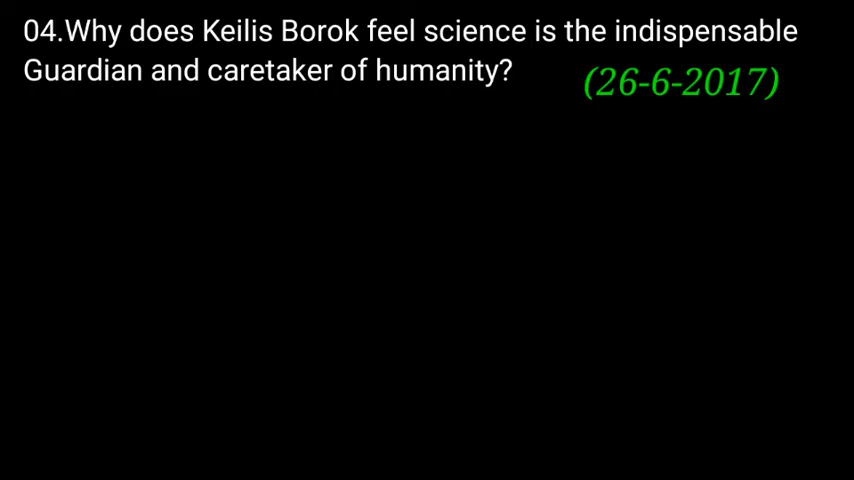 04.Why does Keilis Borok feel science is the indispensable
Guardian and caretaker of humanity?
(26-6-2017)